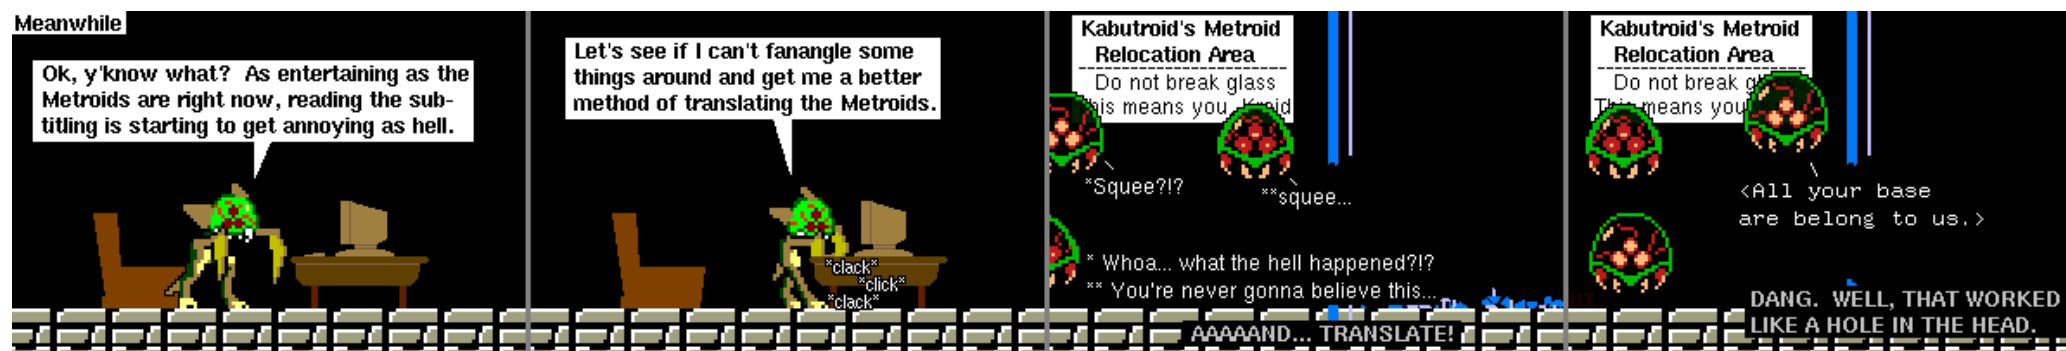 Meanwhile
Ok, y'know what? As entertaining as the
Metroids are right now, reading the sub-
titling is starting to get annoying as hell.
Let's see if I can't fanangle some
things around and get me a better
method of translating the Metroids.
*clack*
*click*
*clack*
Kabutroid's Metroid
Relocation Area
Do not break glass
means you
*Squee?!?
**squee...
* Whoa... what the hell happened?!?
** You're never gonna believe this...
AAAAAND... TRANSLATE!
Kabutroid's Metroid
Relocation Area
Do not break
means you
<All your base
are belong to us.>
DANG. WELL, THAT WORKED
LIKE A HOLE IN THE HEAD.